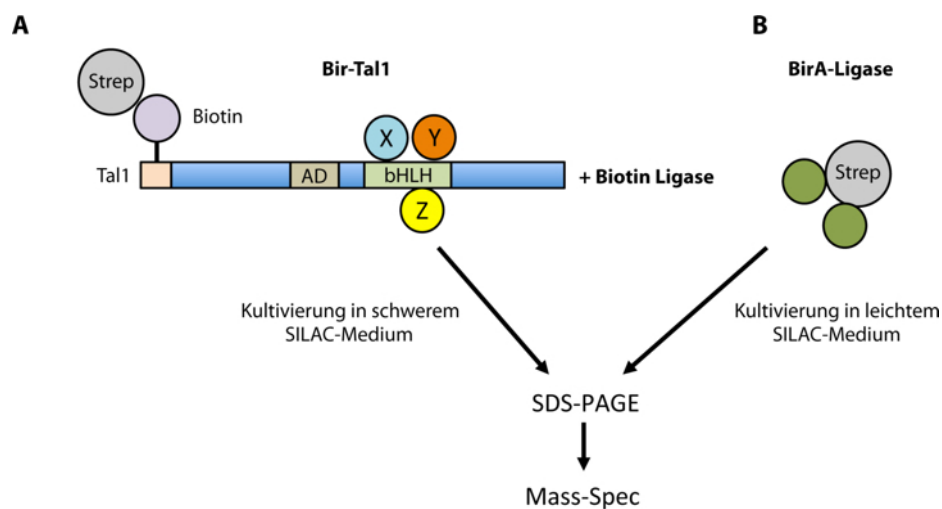 A
B
Bir-Tal1
BirA-Ligase
Strep
Biotin
X
Y
Tal1
AD
bHLH
+ Biotin Ligase
Z
Strep
Kultivierung in schwerem
SILAC-Medium
Kultivierung in leichtem
SILAC-Medium
SDS-PAGE
Mass-Spec